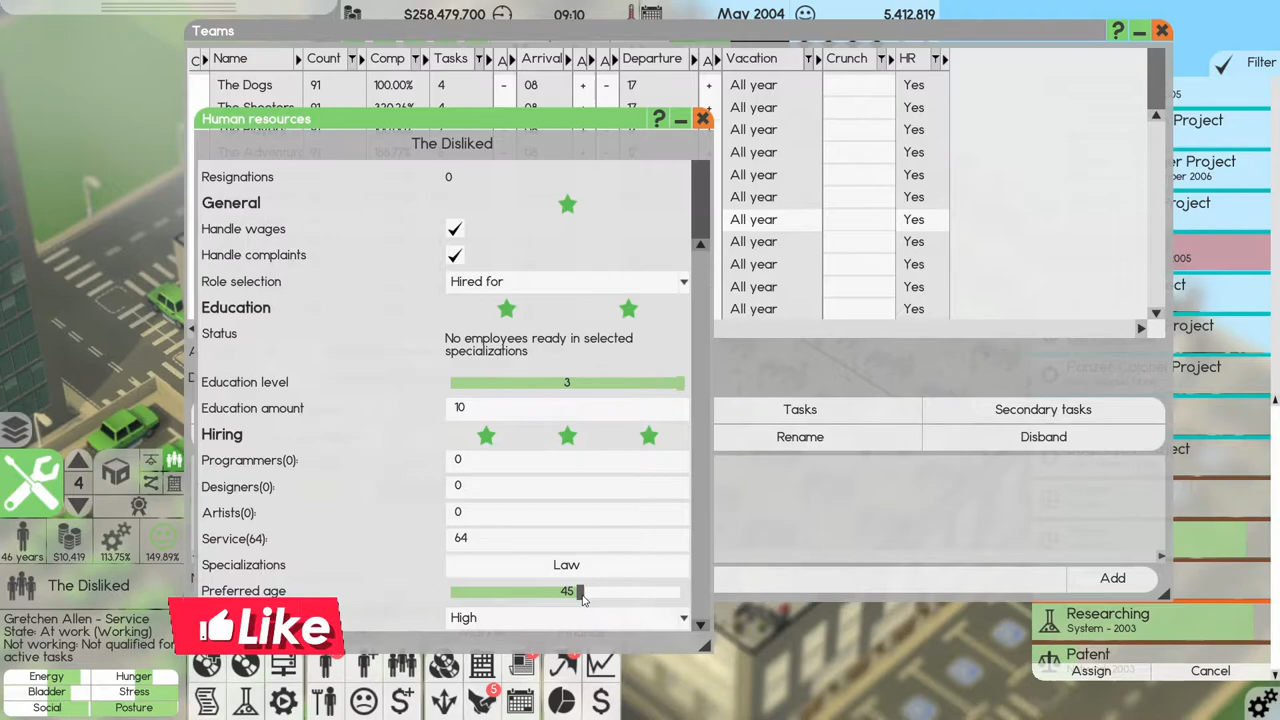 $258,479,700
09:10
May 2004
5,412,819
Teams
Name Count Comp Tasks A Arrival A A Departure A Vacation Crunch HR
The Dogs 91 100.00% 4 - 08 + - 17 + All year Yes
All year Yes
All year Yes
All year Yes
All year Yes
All year Yes
All year Yes
All year Yes
All year Yes
All year Yes
All year Yes
Filter
Project
er Project
ber 2006
roject
2005
ct
roject
Project
Human resources
The Disliked
Resignations 0
General
Handle wages
Handle complaints
Role selection Hired for
Education
Status No employees ready in selected
specializations
Education level 3
Education amount 10
Hiring
Programmers(0): 0
Designers(0): 0
Artists(0): 0
Service(64): 64
Specializations Law
Preferred age 45
High
Tasks Secondary tasks
Rename Disband
Add
4
46 years $10,419 113.75% 149.89%
The Disliked
Gretchen Allen - Service
State: At work (Working)
Not working: Not qualified for
active tasks
Energy Hunger
Bladder Stress
Social Posture
Like
5
Researching
System - 2003
Patent
Assign Cancel